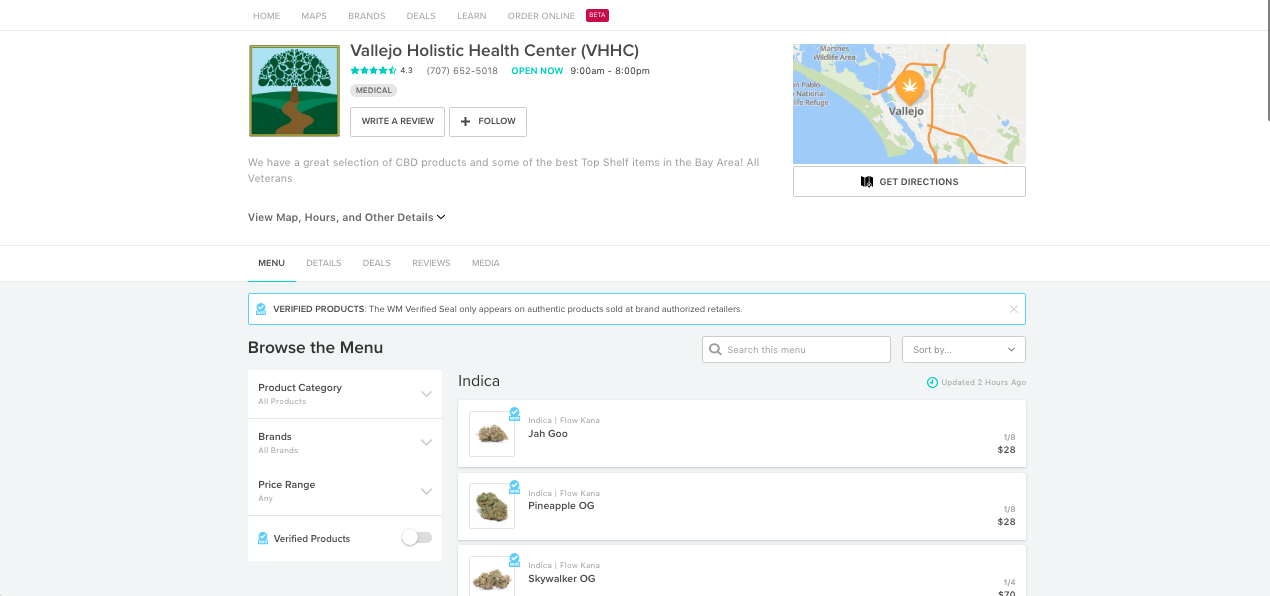 HOME MAPS BRANDS DEALS LEARN ORDER ONLINE BETA
Vallejo Holistic Health Center (VHHC)
4.3 (707) 652-5018 OPEN NOW 9:00am - 8:00pm
MEDICAL
WRITE A REVIEW + FOLLOW
We have a great selection of CBD products and some of the best Top Shelf items in the Bay Area! All
Veterans
View Map, Hours, and Other Details
Marshes
Wildlife Area
an Pablo
y National
llife Refuge
Vallejo
GET DIRECTIONS
MENU DETAILS DEALS REVIEWS MEDIA
VERIFIED PRODUCTS: The WM Verified Seal only appears on authentic products sold at brand authorized retailers.
Browse the Menu
Search this menu
Sort by...
Product Category
All Products
Brands
All Brands
Price Range
Any
Verified Products
Indica
Updated 2 Hours Ago
Indica | Flow Kana
Jah Goo
1/8
$28
Indica | Flow Kana
Pineapple OG
1/8
$28
Indica | Flow Kana
Skywalker OG
1/4
$70